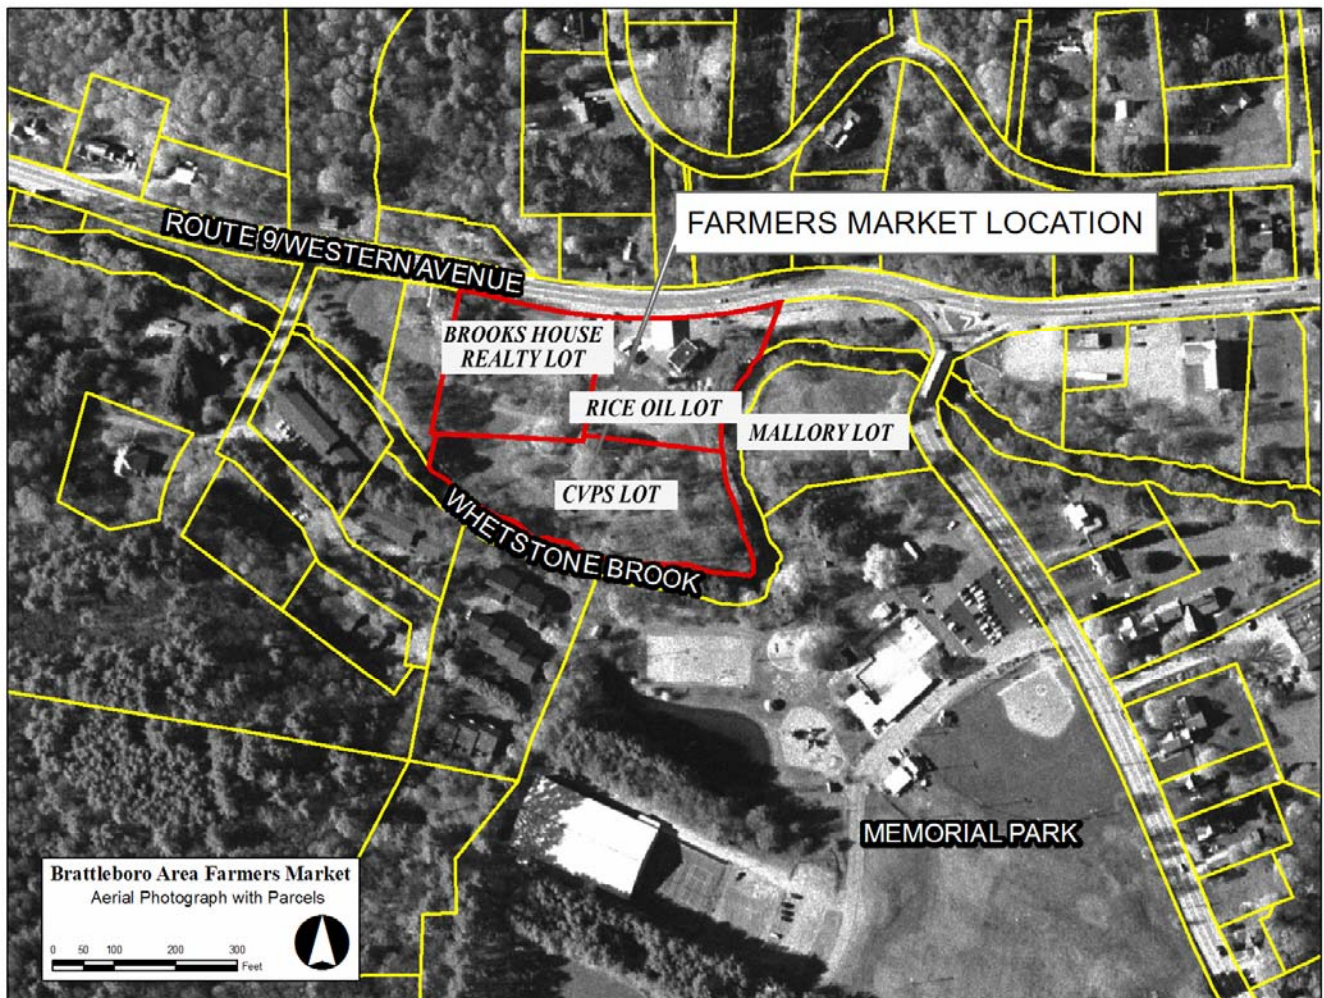 FARMERS MARKET LOCATION
ROUTE 9/WESTERN AVENUE
BROOKS HOUSE
REALTY LOT
RICE OIL LOT
MALLORY LOT
CVPS LOT
WHETSTONE BROOK
MEMORIAL PARK
Brattleboro Area Farmers Market
Aerial Photograph with Parcels
0 50 100 200 300
Feet